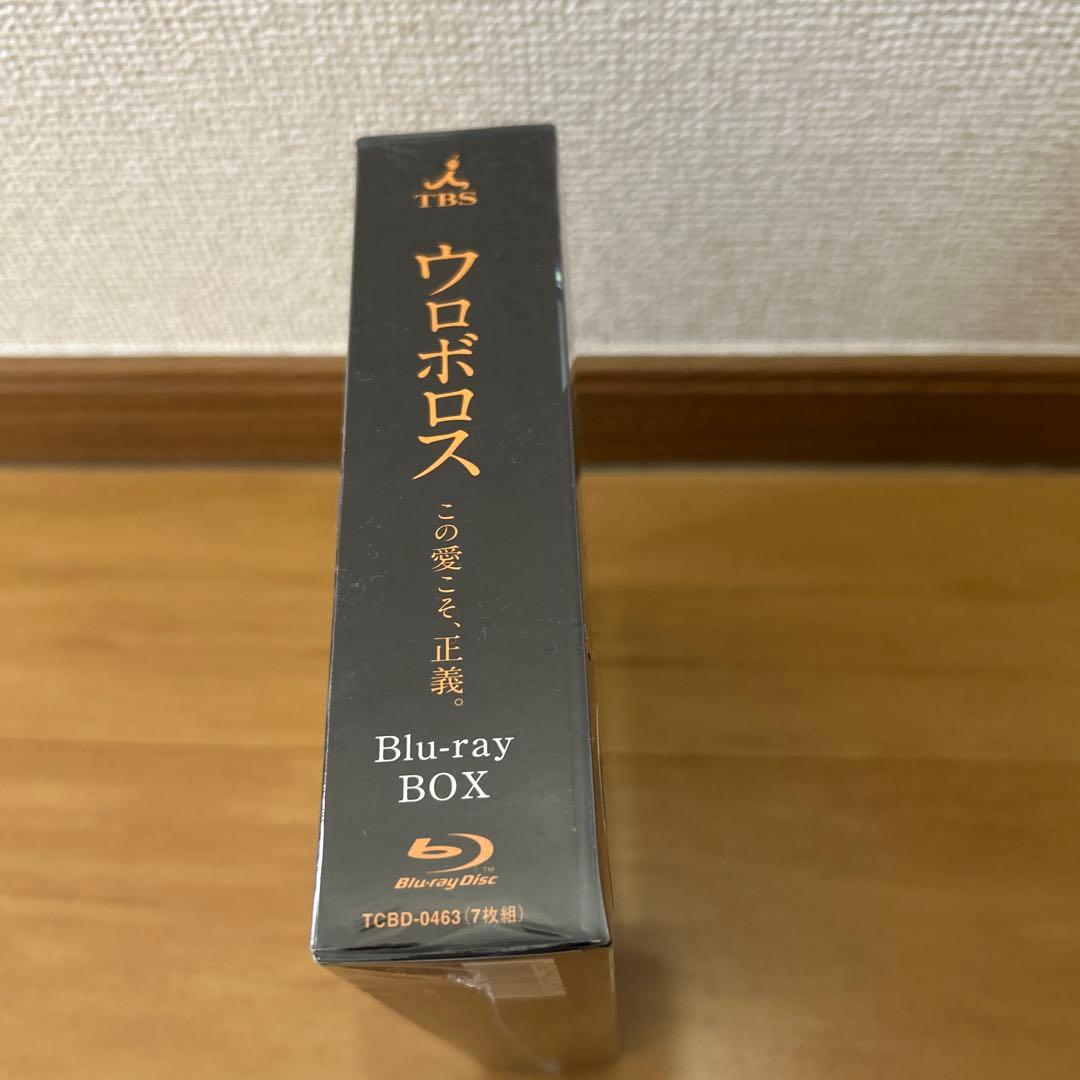 TBS
ウロボロス
この愛こそ、正義。
Blu-ray
BOX
Blu-ray Disc
TM
TCBD-0463(7枚組)